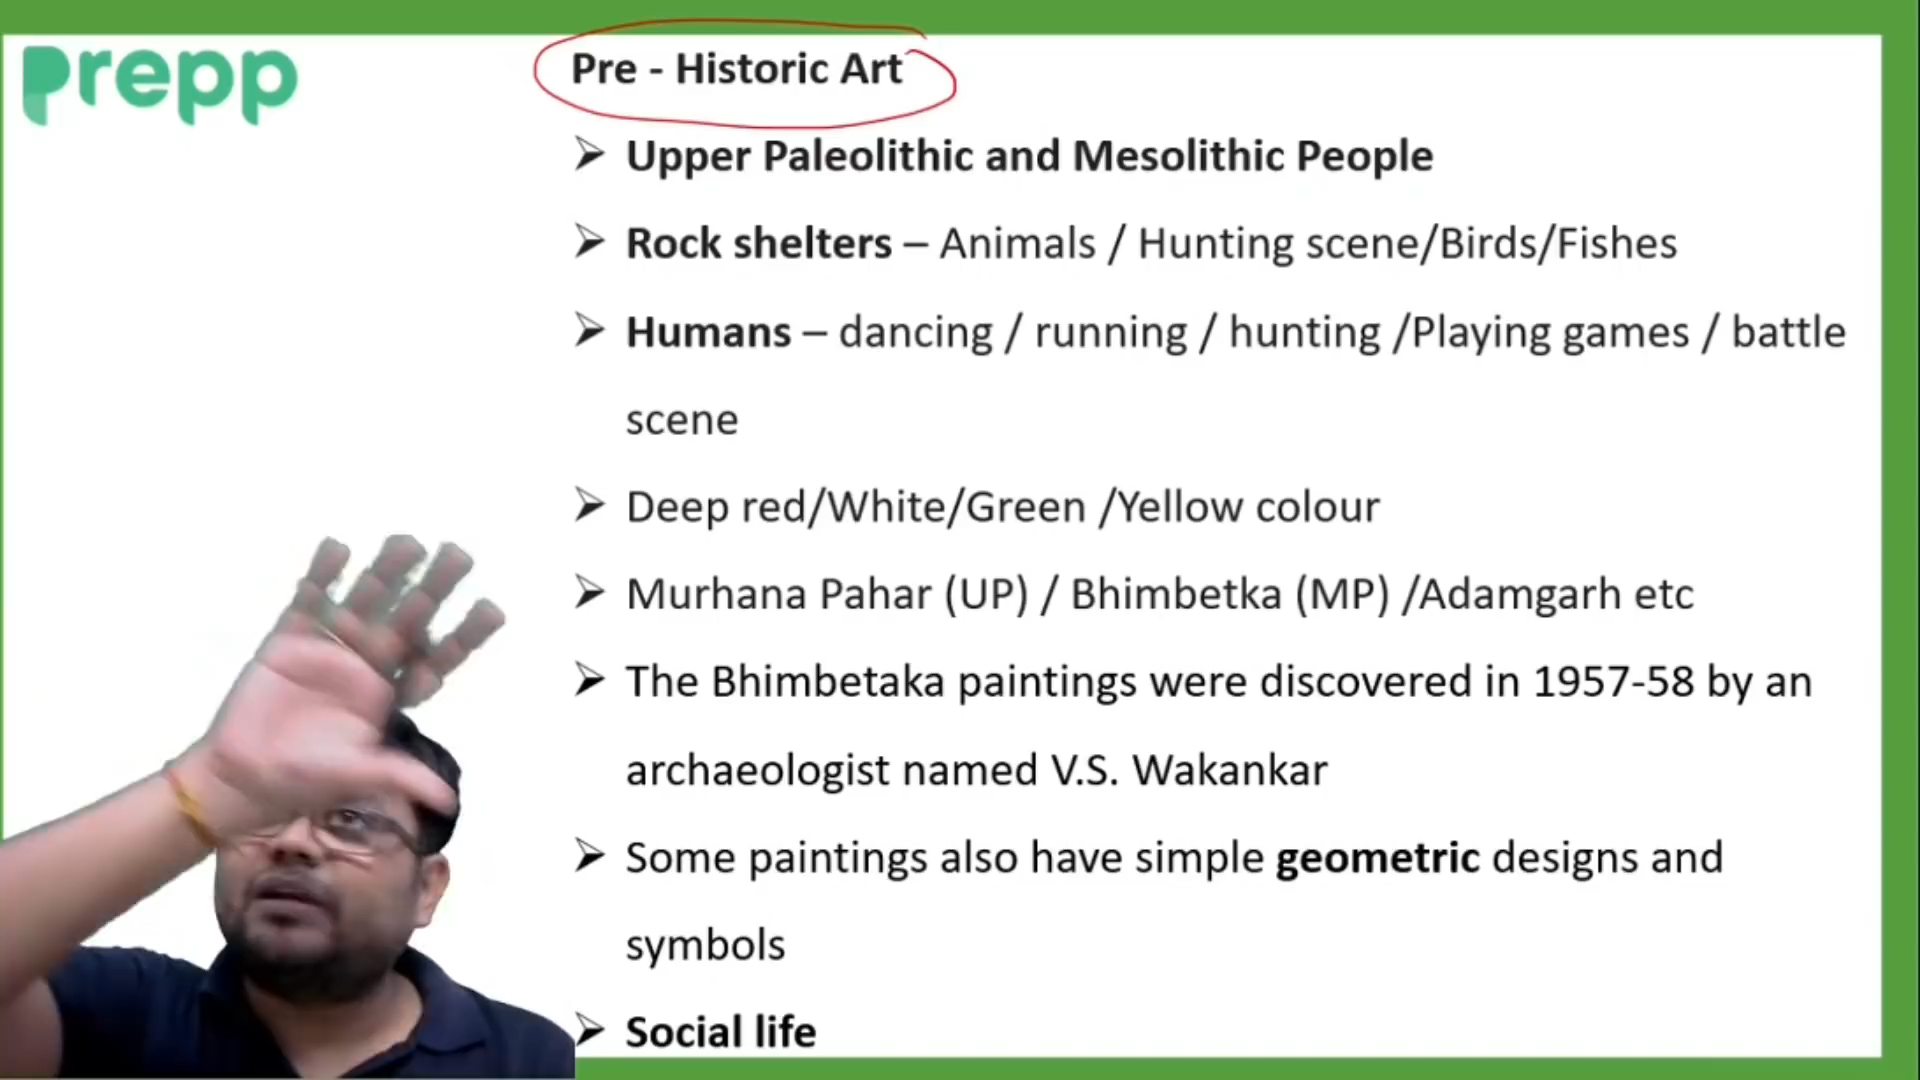 prepp
Pre - Historic Art
➢ Upper Paleolithic and Mesolithic People
➢ Rock shelters – Animals / Hunting scene/Birds/Fishes
➢ Humans – dancing / running / hunting /Playing games / battle
scene
➢ Deep red/White/Green /Yellow colour
➢ Murhana Pahar (UP) / Bhimbetka (MP) /Adamgarh etc
➢ The Bhimbetaka paintings were discovered in 1957-58 by an
archaeologist named V.S. Wakankar
➢ Some paintings also have simple geometric designs and
symbols
➢ Social life